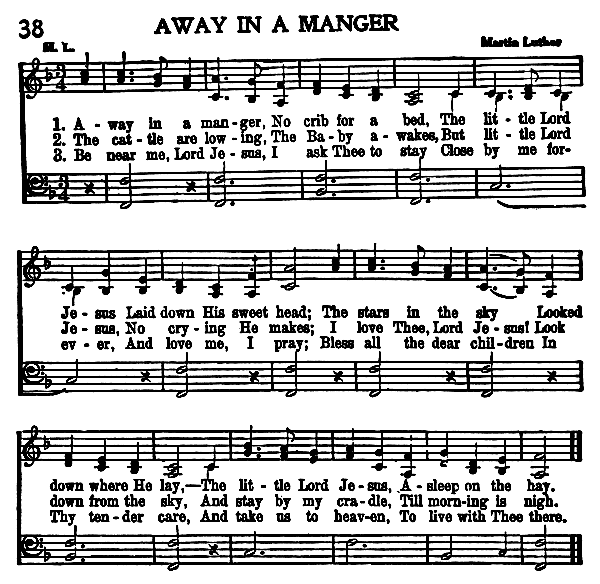 38
AWAY IN A MANGER
M. L.
Martin Luther
1. A - way in a man - ger, No crib for a bed, The lit - tle Lord
2. The cat - tle are low - ing, The Ba - by a - wakes, But lit - tle Lord
3. Be near me, Lord Je - sus, I ask Thee to stay Close by me for-
Je - sus Laid down His sweet head; The stars in the sky Looked
Je - sus, No cry - ing He makes; I love Thee, Lord Je - sus! Look
ev - er, And love me, I pray; Bless all the dear chil - dren In
down where He lay,—The lit - tle Lord Je - sus, A - sleep on the hay.
down from the sky, And stay by my cra - dle, Till morn - ing is nigh.
Thy ten - der care, And take us to heav - en, To live with Thee there.